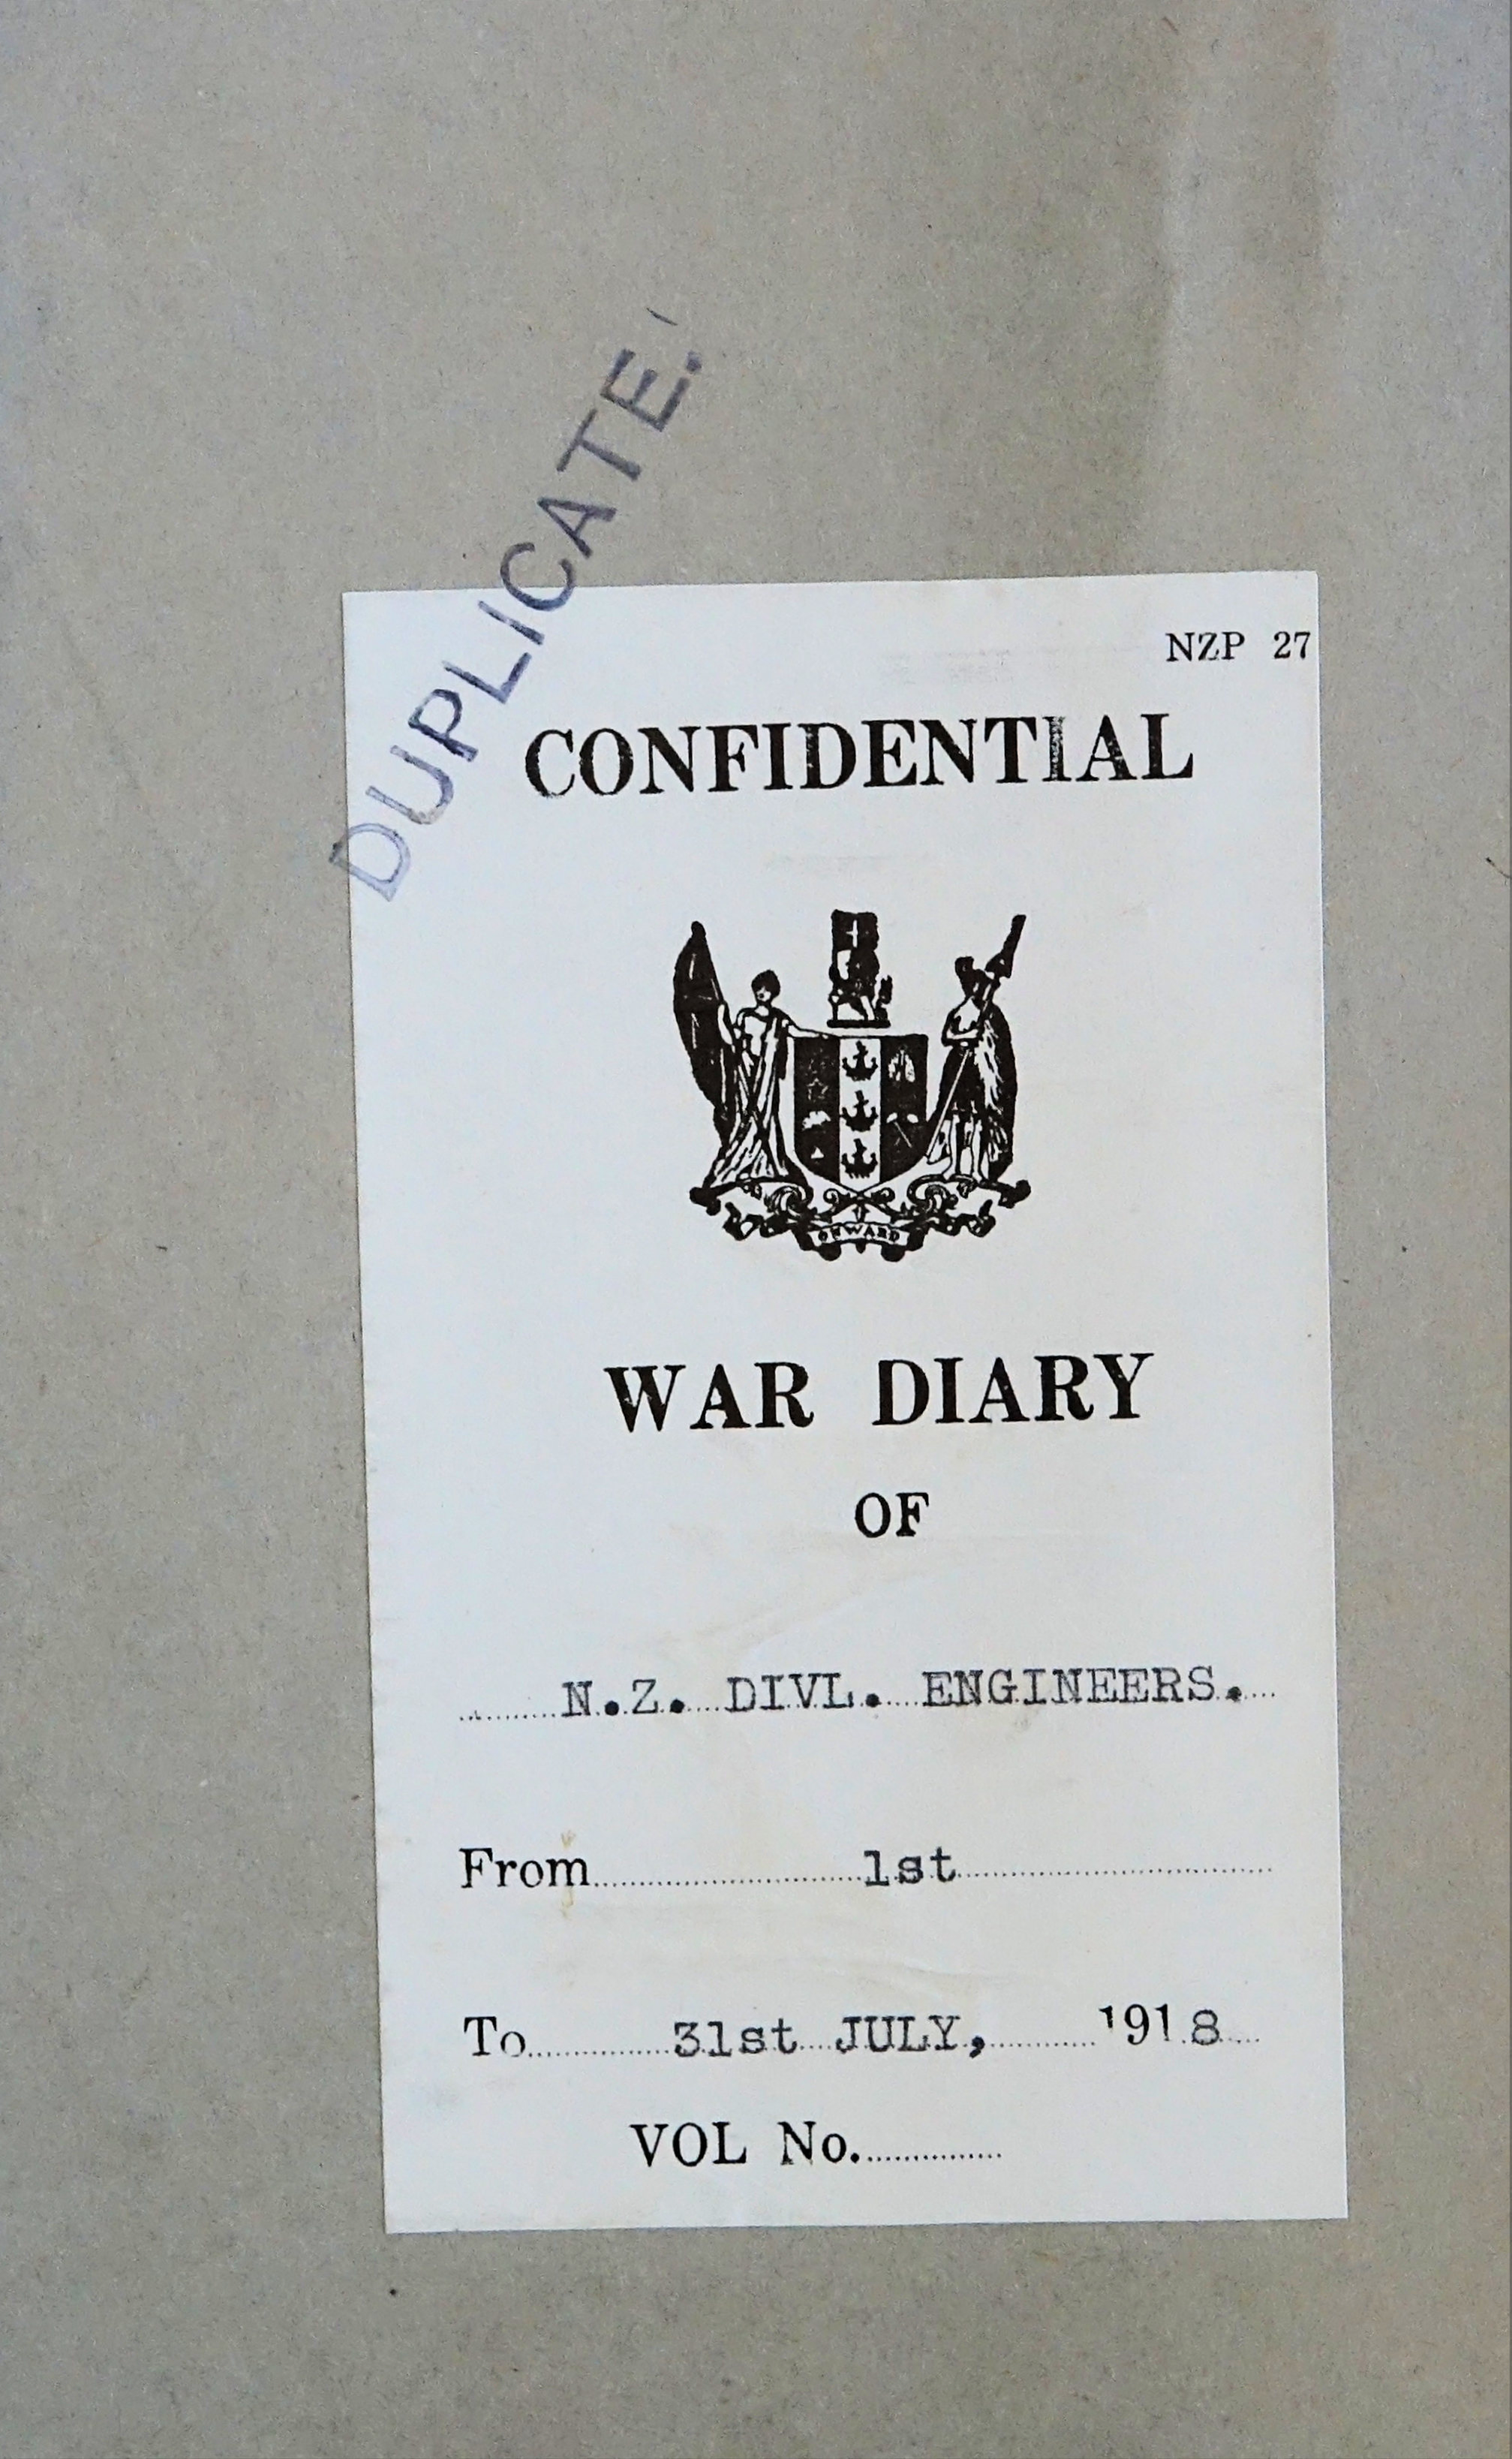 DUPLICATE.
NZP 27
CONFIDENTIAL
ONWARD
WAR DIARY
OF
N.Z. DIVL. ENGINEERS.
From 1st
To 31st JULY, 1918
VOL No.